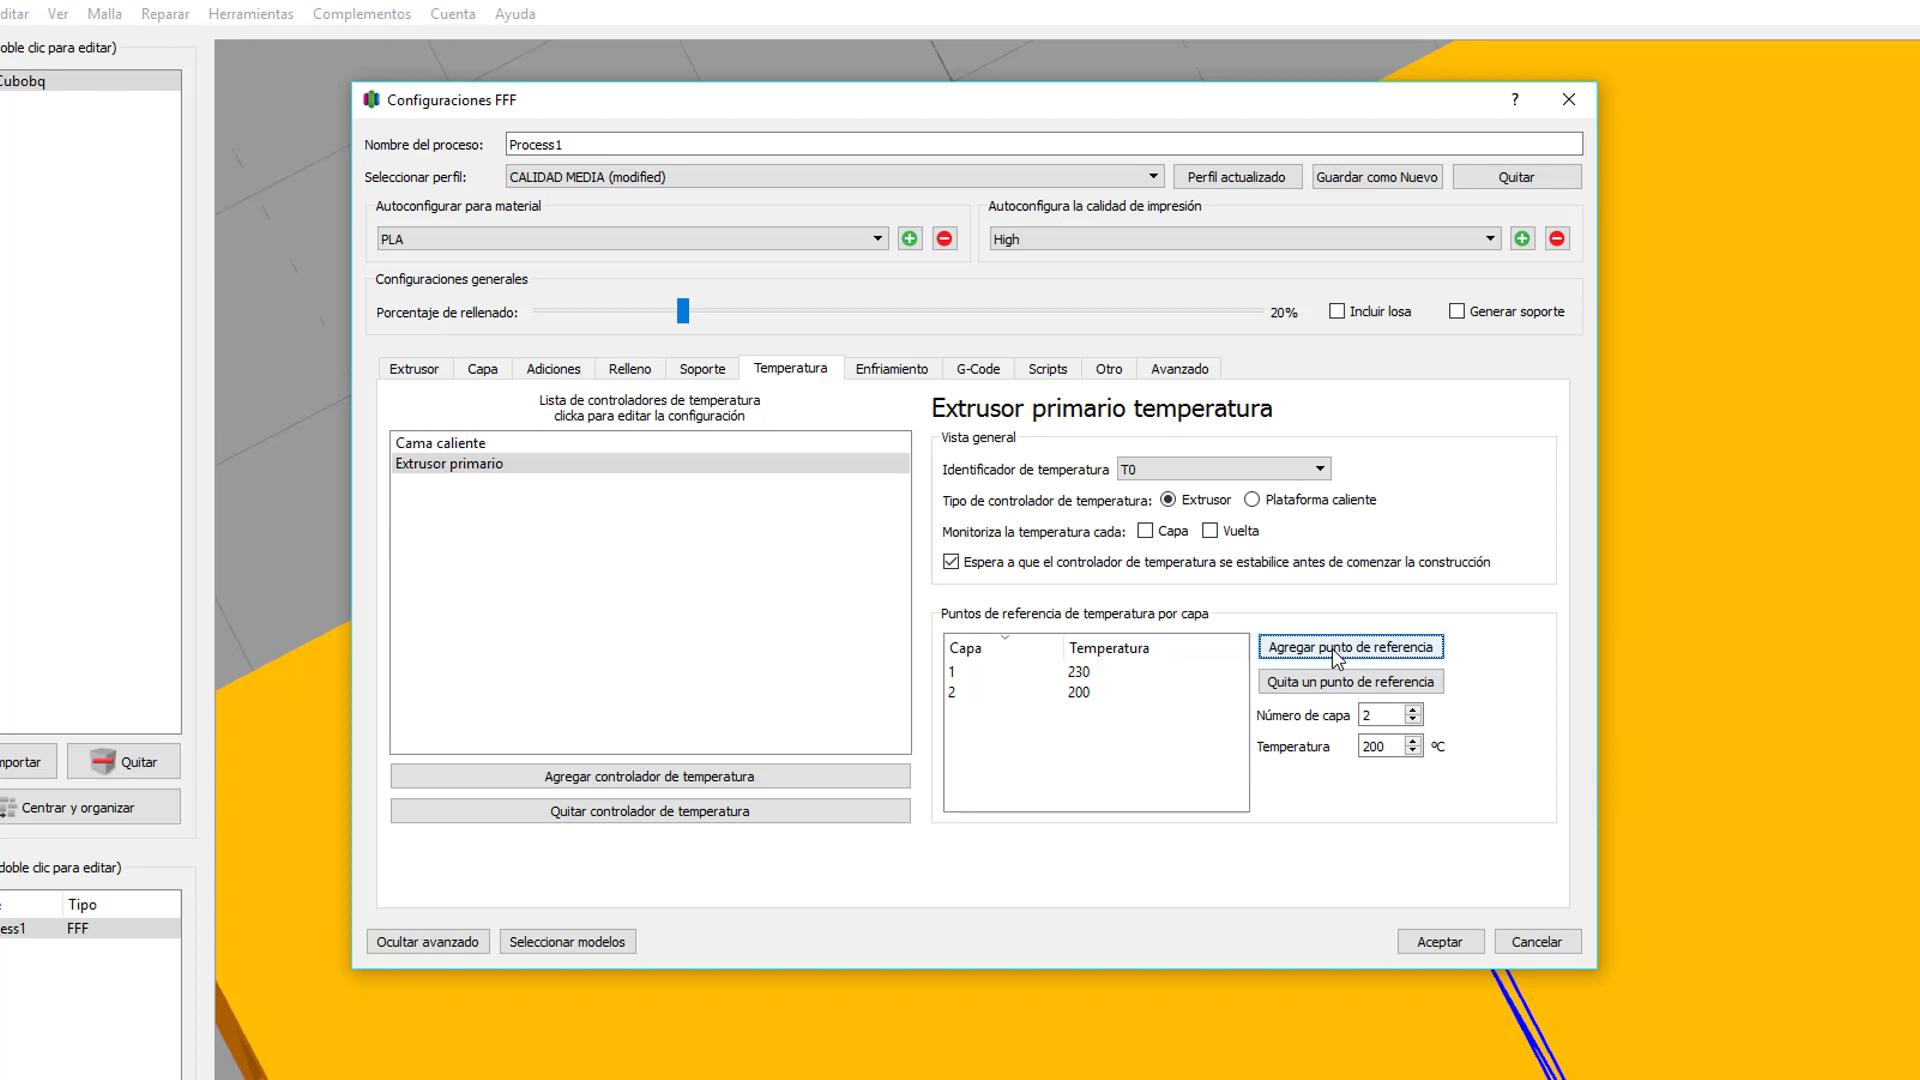 ditar Ver Malla Reparar Herramientas Complementos Cuenta Ayuda
oble clic para editar)
Cubobq
mportar Quitar
Centrar y organizar
doble clic para editar)
Tipo
ess1 FFF
Configuraciones FFF ?
Nombre del proceso: Process1
Seleccionar perfil: CALIDAD MEDIA (modified) Perfil actualizado Guardar como Nuevo Quitar
Autoconfigurar para material Autoconfigura la calidad de impresión
PLA High
Configuraciones generales
Porcentaje de rellenado: 20% Incluir losa Generar soporte
Extrusor Capa Adiciones Relleno Soporte Temperatura Enfriamiento G-Code Scripts Otro Avanzado
Lista de controladores de temperatura
clicka para editar la configuración
Cama caliente
Extrusor primario
Agregar controlador de temperatura
Quitar controlador de temperatura
Extrusor primario temperatura
Vista general
Identificador de temperatura T0
Tipo de controlador de temperatura: Extrusor Plataforma caliente
Monitoriza la temperatura cada: Capa Vuelta
Espera a que el controlador de temperatura se estabilice antes de comenzar la construcción
Puntos de referencia de temperatura por capa
Capa Temperatura
1 230
2 200
Agregar punto de referencia
Quita un punto de referencia
Número de capa 2
Temperatura 200 ºC
Ocultar avanzado Seleccionar modelos Aceptar Cancelar